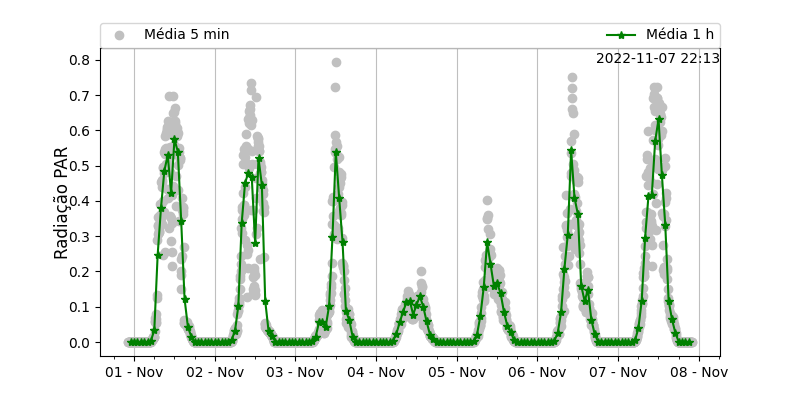 Média 5 min
Média 1 h
2022-11-07 22:13
Radiação PAR
0.8
0.7
0.6
0.5
0.4
0.3
0.2
0.1
0.0
01 - Nov
02 - Nov
03 - Nov
04 - Nov
05 - Nov
06 - Nov
07 - Nov
08 - Nov